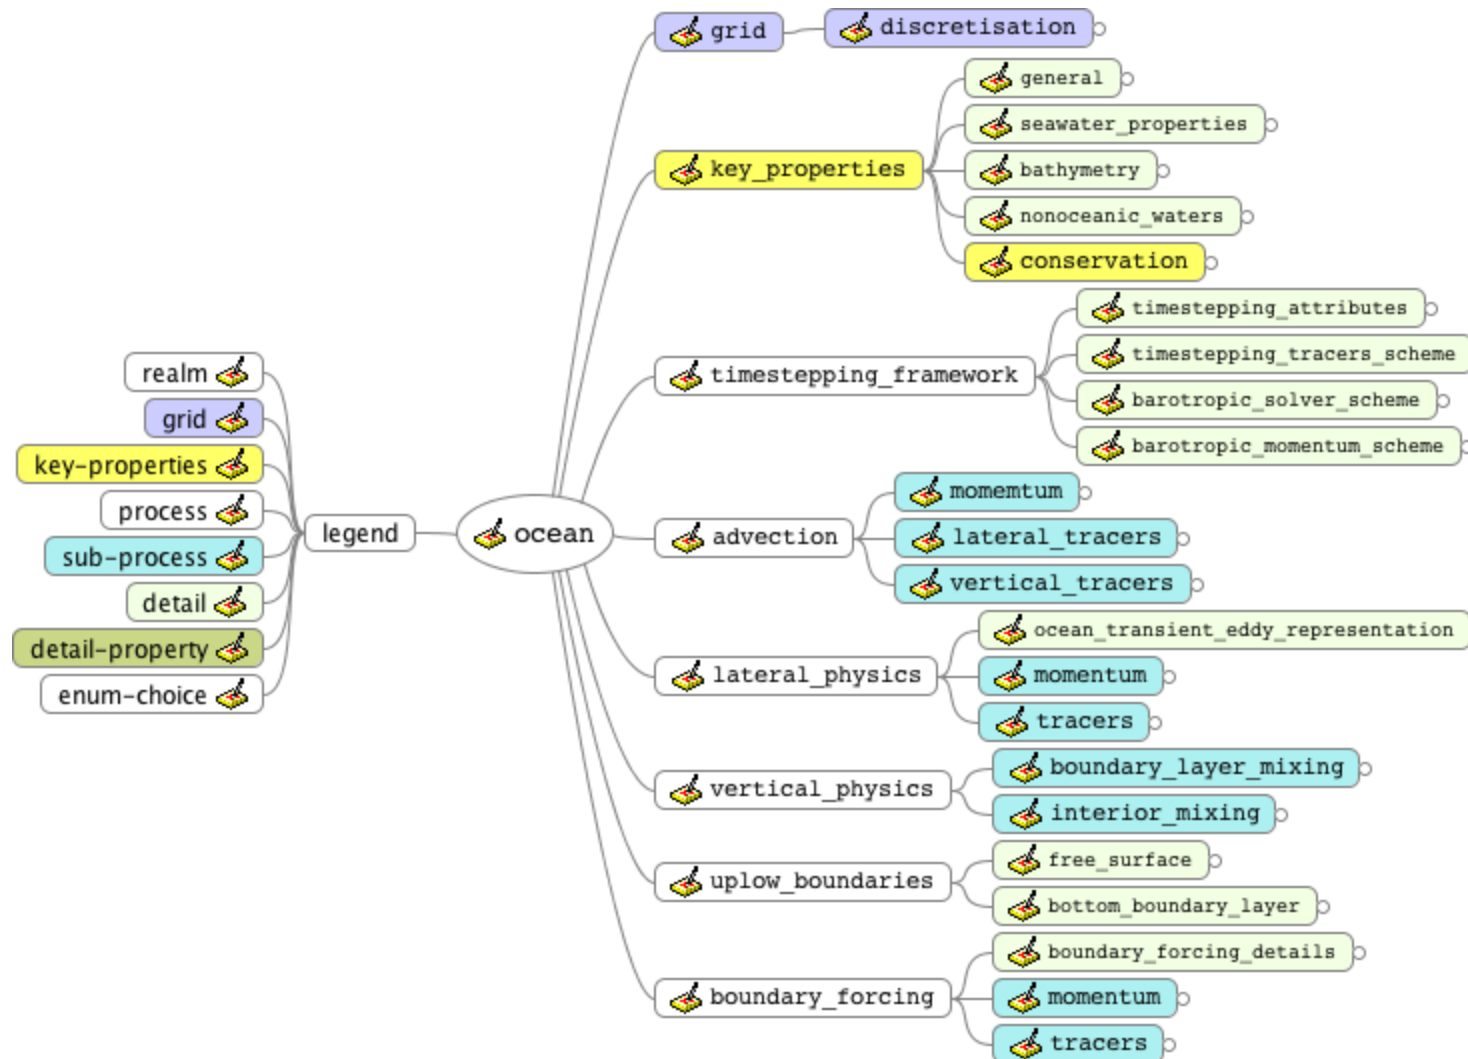 grid
discretisation
general
seawater_properties
key_properties
bathymetry
nonoceanic_waters
conservation
timestepping_attributes
timestepping_framework
timestepping_tracers_scheme
barotropic_solver_scheme
barotropic_momentum_scheme
realm
grid
key-properties
process
sub-process
detail
detail-property
enum-choice
legend
ocean
momemtum
advection
lateral_tracers
vertical_tracers
ocean_transient_eddy_representation
lateral_physics
momentum
tracers
boundary_layer_mixing
vertical_physics
interior_mixing
free_surface
uplow_boundaries
bottom_boundary_layer
boundary_forcing_details
boundary_forcing
momentum
tracers